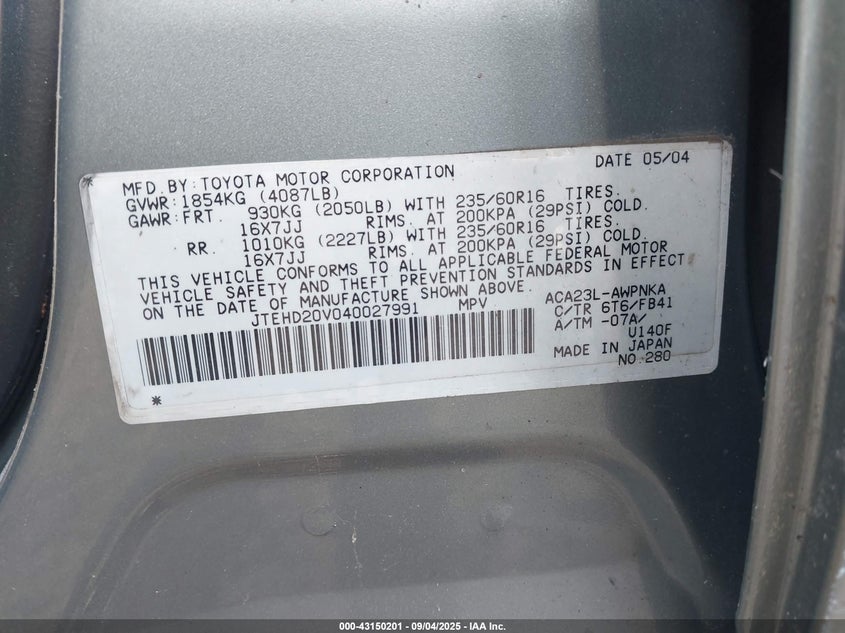 DATE 05/04
MFD.BY:TOYOTA MOTOR CORPORATION
GVWR:1854KG (4087LB)
GAWR:FRT. 930KG (2050LB) WITH 235/60R16 TIRES.
16X7JJ RIMS. AT 200KPA (29PSI) COLD.
RR. 1010KG (2227LB) WITH 235/60R16 TIRES.
16X7JJ RIMS. AT 200KPA (29PSI) COLD.
THIS VEHICLE CONFORMS TO ALL APPLICABLE FEDERAL MOTOR
VEHICLE SAFETY AND THEFT PREVENTION STANDARDS IN EFFECT
ON THE DATE OF MANUFACTURE SHOWN ABOVE.
JTEHD20V040027991 MPV
ACA23L-AWPNKA
C/TR 6T6/FB41
A/TM -07A/
U140F
MADE IN JAPAN
NO.280
000-43150201 - 09/04/2025 - IAA Inc.